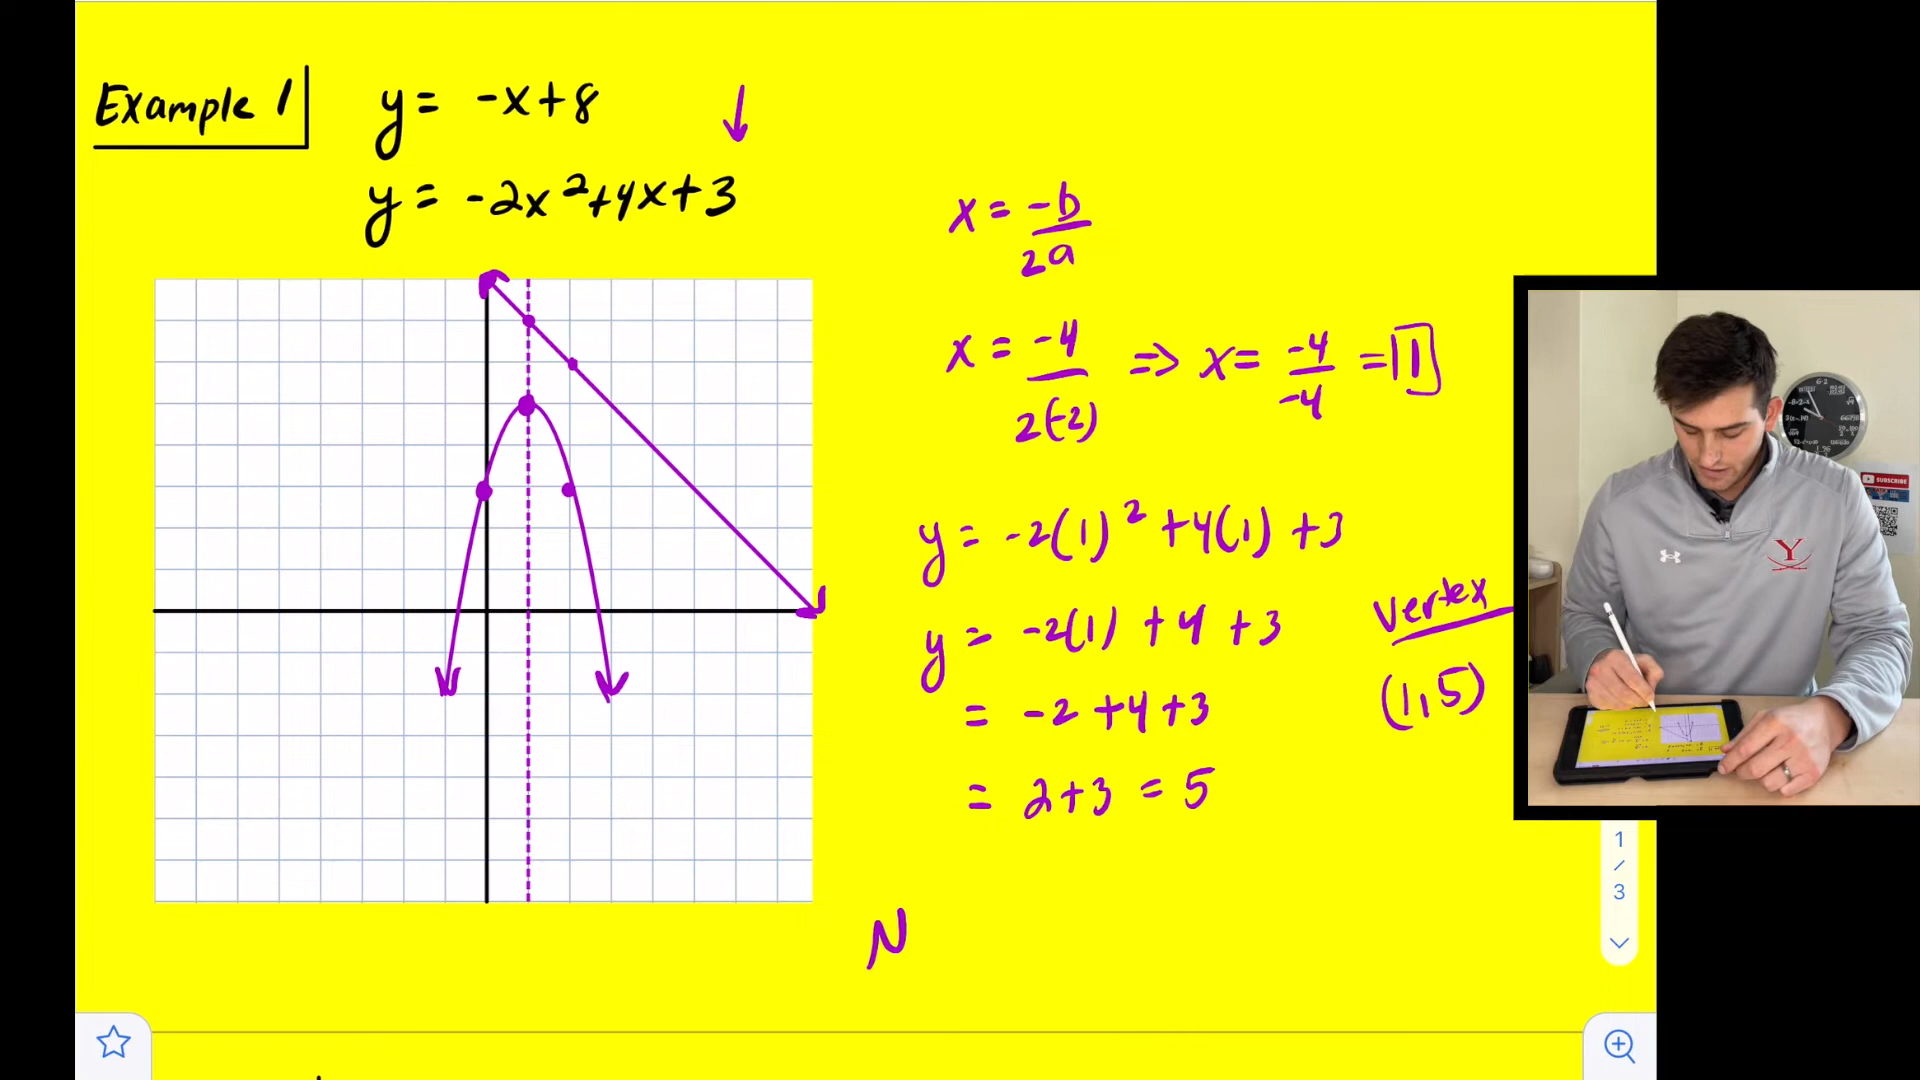 Example 1
y = -x+8
y = -2x²+4x+3
x = -b/2a
x = -4/2(-2) => x = -4/-4 = 1
y = -2(1)² +4(1) +3
y = -2(1) +4 +3
= -2 +4 +3
= 2+3 = 5
Vertex
(1,5)
N
SUBSCRIBE
Y
1
/
3